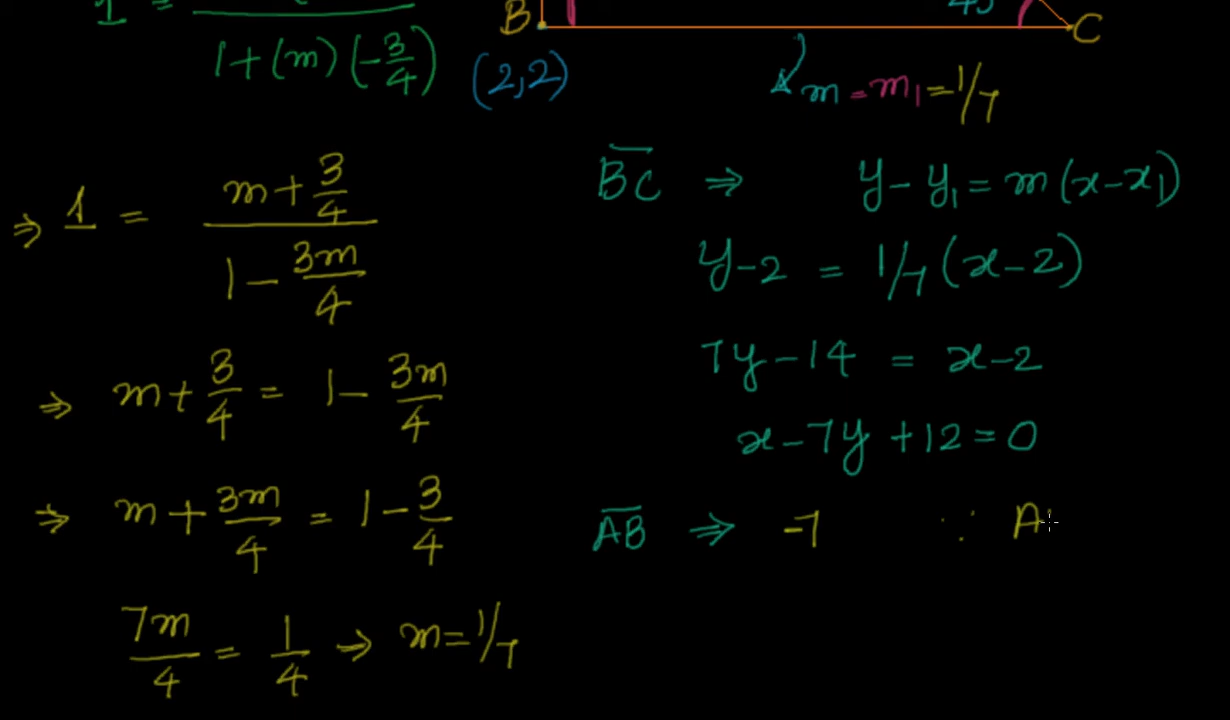 1 = 
1+(m)(-3/4)
B
45
C
(2,2)
m = m₁ = 1/7
⇒ 1 = (m + 3/4) / (1 - 3m/4)
⇒ m + 3/4 = 1 - 3m/4
⇒ m + 3m/4 = 1 - 3/4
7m/4 = 1/4 ⇒ m = 1/7
BC ⇒ y - y₁ = m(x - x₁)
y - 2 = 1/7 (x - 2)
7y - 14 = x - 2
x - 7y + 12 = 0
AB ⇒ -7 ∵ A